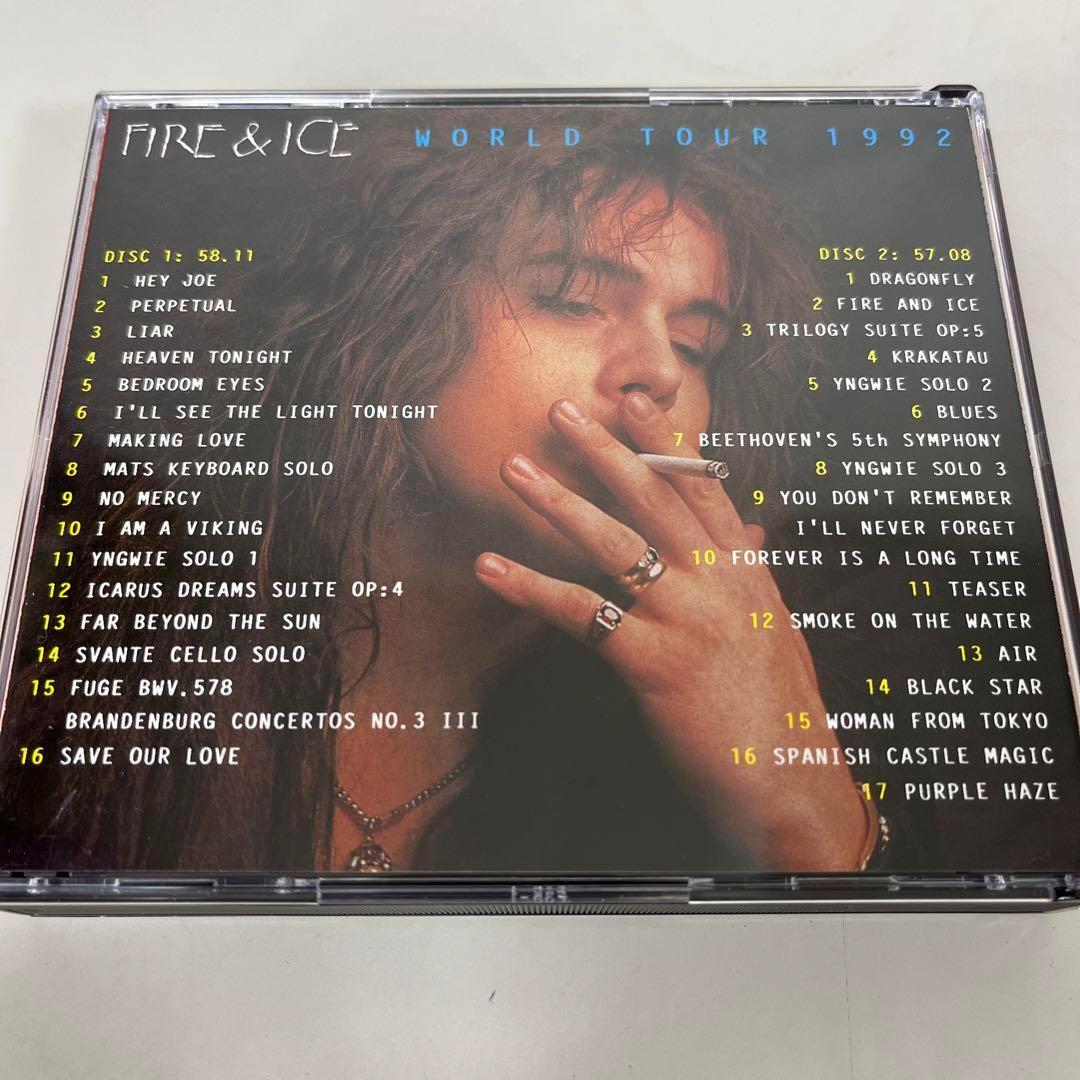 FIRE & ICE WORLD TOUR 1992
DISC 1: 58.11
1 HEY JOE
2 PERPETUAL
3 LIAR
4 HEAVEN TONIGHT
5 BEDROOM EYES
6 I'LL SEE THE LIGHT TONIGHT
7 MAKING LOVE
8 MATS KEYBOARD SOLO
9 NO MERCY
10 I AM A VIKING
11 YNGWIE SOLO 1
12 ICARUS DREAMS SUITE OP:4
13 FAR BEYOND THE SUN
14 SVANTE CELLO SOLO
15 FUGE BWV.578
BRANDENBURG CONCERTOS NO.3 III
16 SAVE OUR LOVE
DISC 2: 57.08
1 DRAGONFLY
2 FIRE AND ICE
3 TRILOGY SUITE OP:5
4 KRAKATAU
5 YNGWIE SOLO 2
6 BLUES
7 BEETHOVEN'S 5th SYMPHONY
8 YNGWIE SOLO 3
9 YOU DON'T REMEMBER
I'LL NEVER FORGET
10 FOREVER IS A LONG TIME
11 TEASER
12 SMOKE ON THE WATER
13 AIR
14 BLACK STAR
15 WOMAN FROM TOKYO
16 SPANISH CASTLE MAGIC
17 PURPLE HAZE